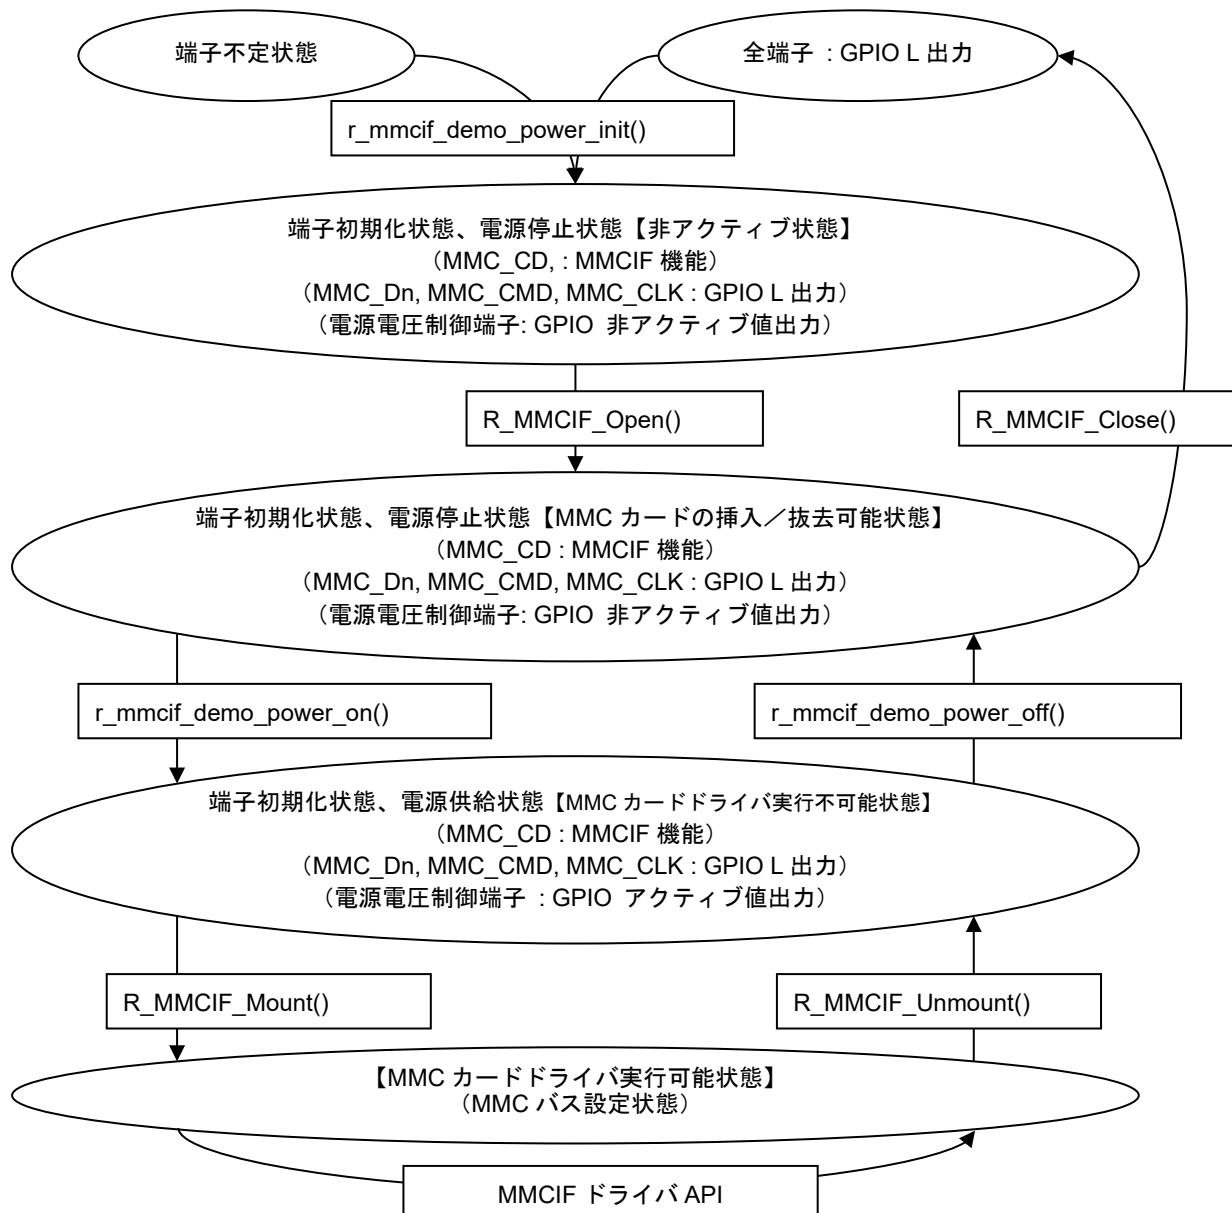 端子不定状態
全端子 : GPIO L 出力
r_mmcif_demo_power_init()
端子初期化状態、電源停止状態【非アクティブ状態】
（MMC_CD, : MMCIF 機能）
（MMC_Dn, MMC_CMD, MMC_CLK : GPIO L 出力）
（電源電圧制御端子: GPIO 非アクティブ値出力）
R_MMCIF_Open()
R_MMCIF_Close()
端子初期化状態、電源停止状態【MMC カードの挿入／抜去可能状態】
（MMC_CD : MMCIF 機能）
（MMC_Dn, MMC_CMD, MMC_CLK : GPIO L 出力）
（電源電圧制御端子: GPIO 非アクティブ値出力）
r_mmcif_demo_power_on()
r_mmcif_demo_power_off()
端子初期化状態、電源供給状態【MMC カードドライバ実行不可能状態】
（MMC_CD : MMCIF 機能）
（MMC_Dn, MMC_CMD, MMC_CLK : GPIO L 出力）
（電源電圧制御端子 : GPIO アクティブ値出力）
R_MMCIF_Mount()
R_MMCIF_Unmount()
【MMC カードドライバ実行可能状態】
（MMC バス設定状態）
MMCIF ドライバ API